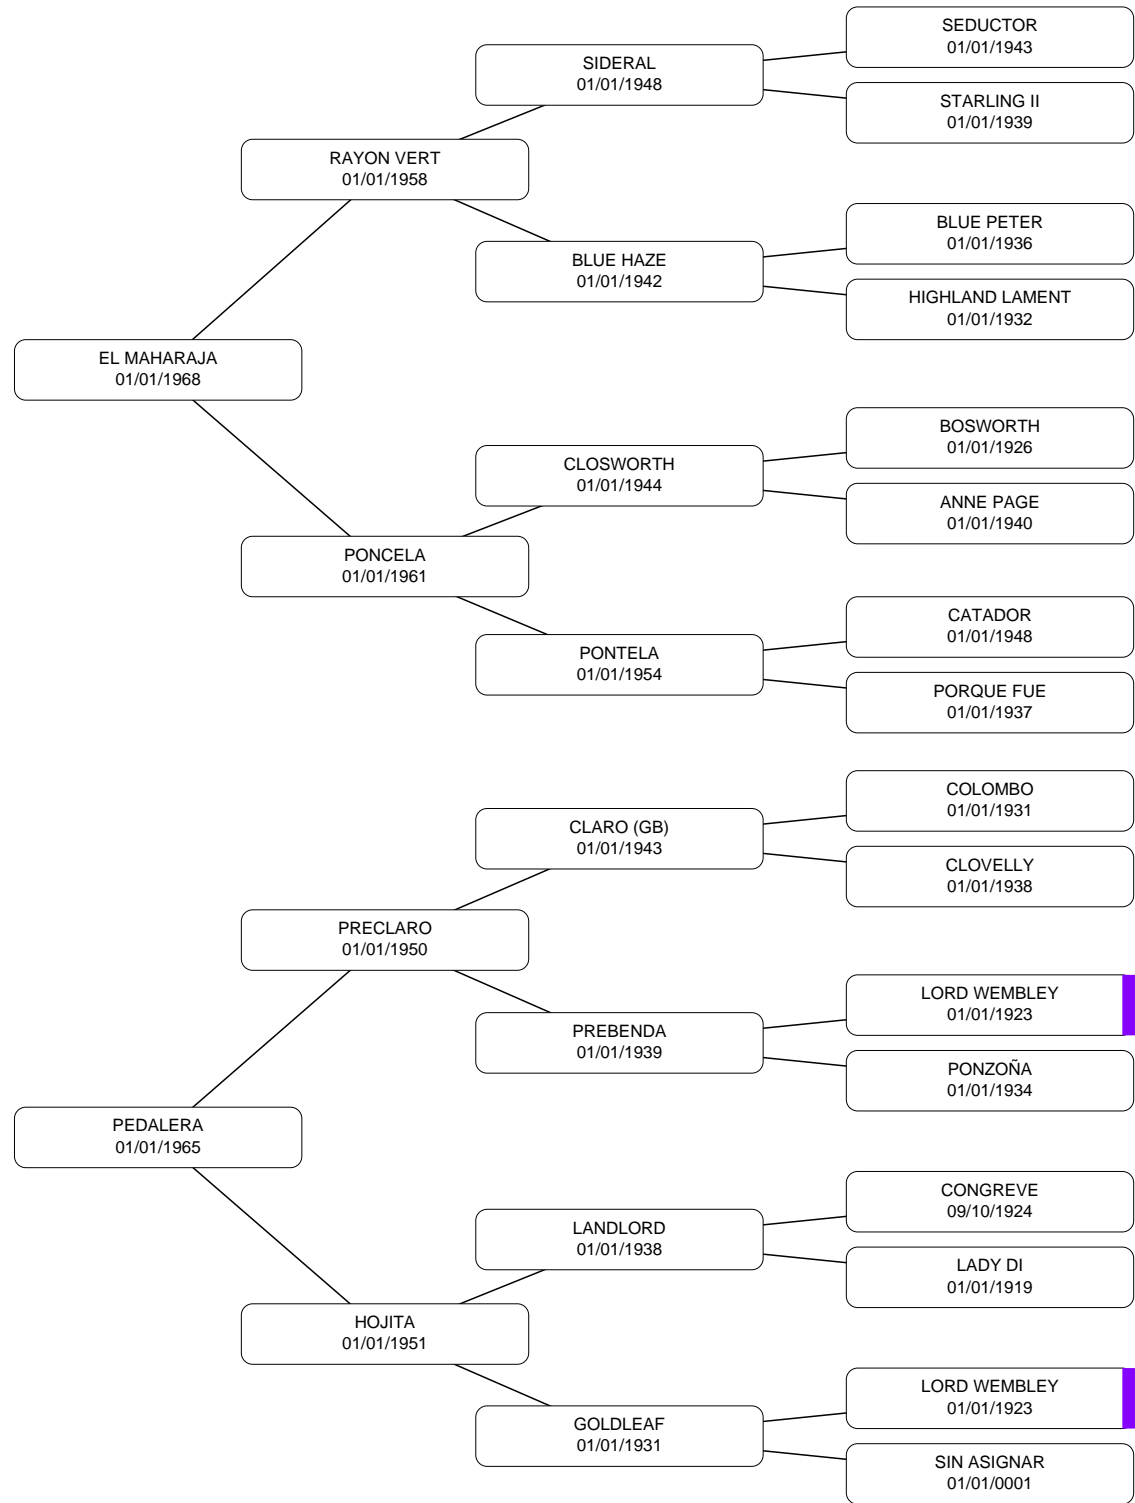 SEDUCTOR
01/01/1943
SIDERAL
01/01/1948
STARLING II
01/01/1939
RAYON VERT
01/01/1958
BLUE PETER
01/01/1936
BLUE HAZE
01/01/1942
HIGHLAND LAMENT
01/01/1932
EL MAHARAJA
01/01/1968
BOSWORTH
01/01/1926
CLOSWORTH
01/01/1944
ANNE PAGE
01/01/1940
PONCELA
01/01/1961
CATADOR
01/01/1948
PONTELA
01/01/1954
PORQUE FUE
01/01/1937
COLOMBO
01/01/1931
CLARO (GB)
01/01/1943
CLOVELLY
01/01/1938
PRECLARO
01/01/1950
LORD WEMBLEY
01/01/1923
PREBENDA
01/01/1939
PONZOÑA
01/01/1934
PEDALERA
01/01/1965
CONGREVE
09/10/1924
LANDLORD
01/01/1938
LADY DI
01/01/1919
HOJITA
01/01/1951
LORD WEMBLEY
01/01/1923
GOLDLEAF
01/01/1931
SIN ASIGNAR
01/01/0001